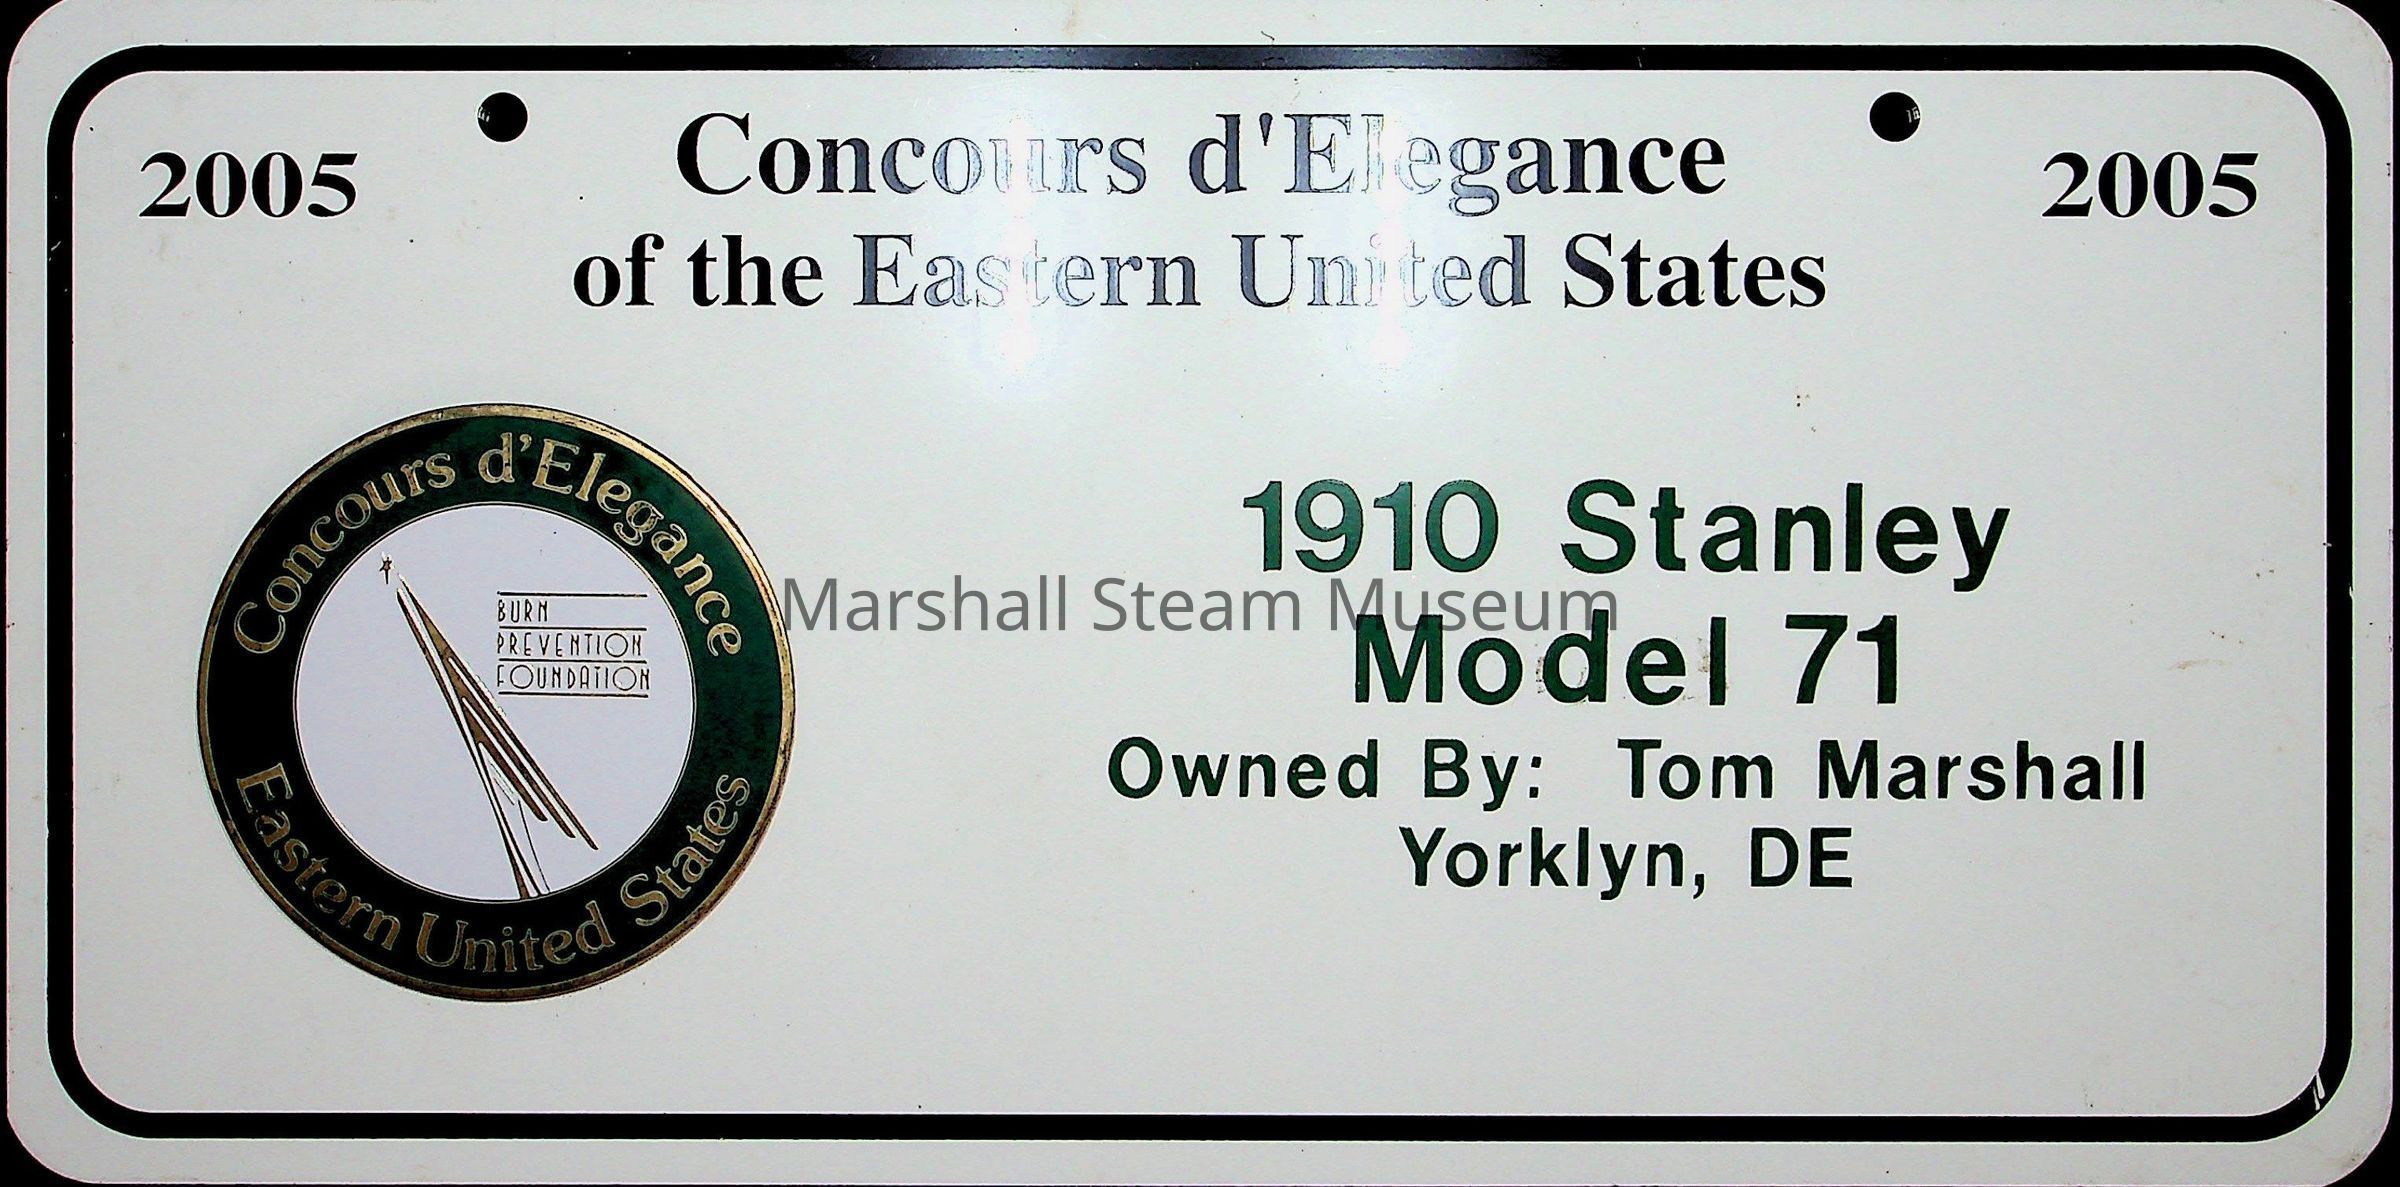 2005
Concours d'Elegance
2005
of the Eastern United States
Concours d'Elegance
BURN
PREVENTION
FOUNDATION
Eastern United States
1910 Stanley
Marshall Steam Museum
Model 71
Owned By: Tom Marshall
Yorklyn, DE